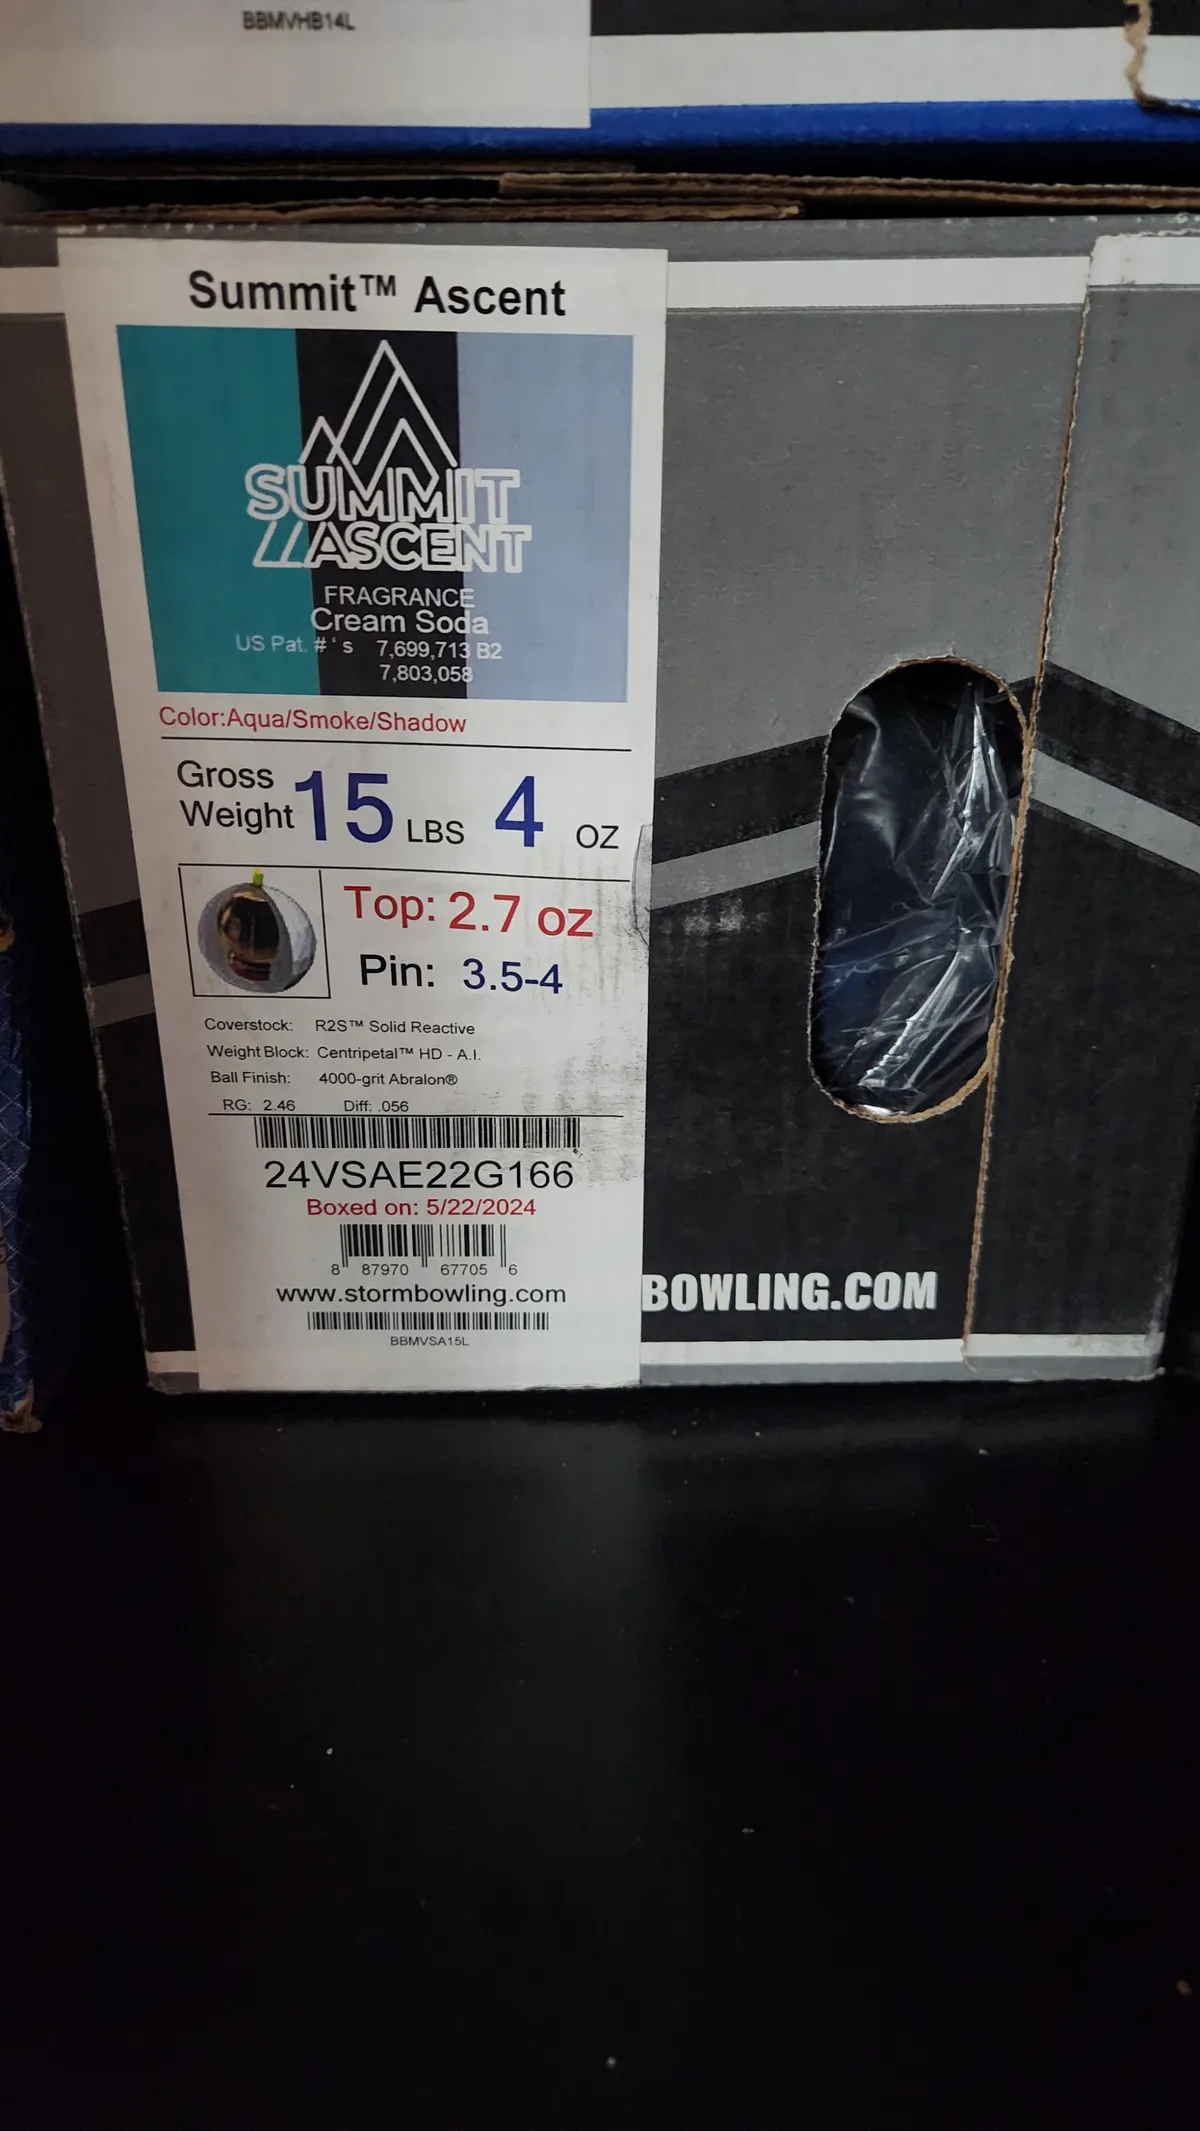 BBMVHB14L
Summit™ Ascent
SUMMIT
ASCENT
FRAGRANCE
Cream Soda
US Pat. #'s 7,699,713 B2
7,803,058
Color:Aqua/Smoke/Shadow
Gross
Weight 15 LBS 4 OZ
Top: 2.7 oz
Pin: 3.5-4
Coverstock: R2S™ Solid Reactive
Weight Block: Centripetal™ HD - A.I.
Ball Finish: 4000-grit Abralon®
RG: 2.46 Diff: .056
24VSAE22G166
Boxed on: 5/22/2024
8 87970 67705 6
www.stormbowling.com
BBMVSA15L
BOWLING.COM